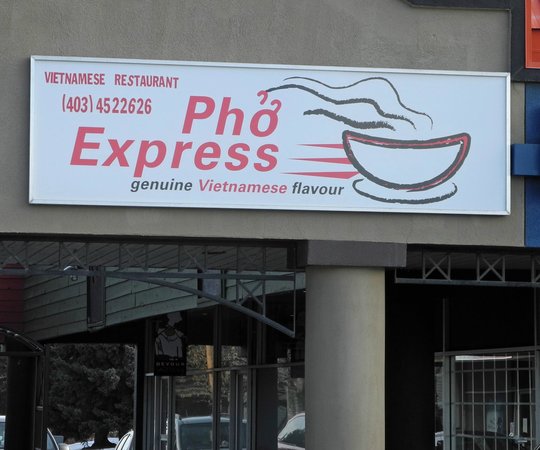 VIETNAMESE RESTAURANT
(403) 4522626
Phở
Express
genuine Vietnamese flavour